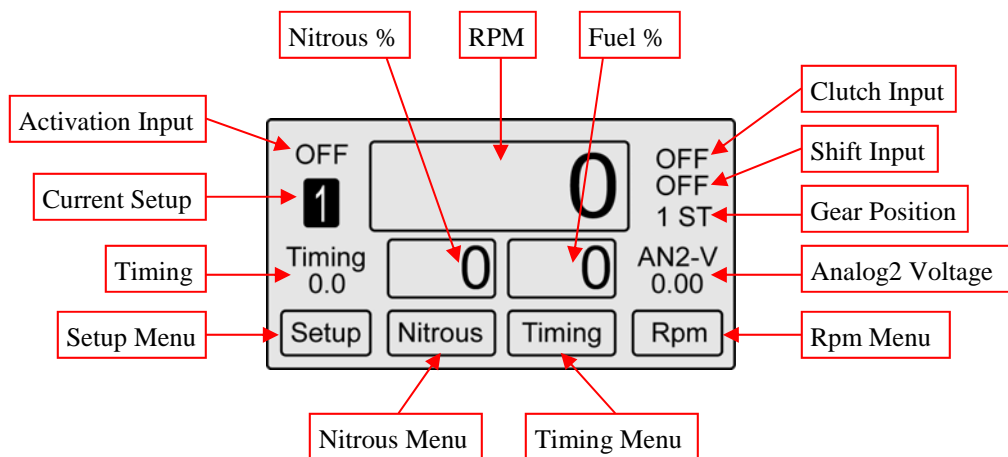 Nitrous %
RPM
Fuel %
Clutch Input
Activation Input
Shift Input
Current Setup
Gear Position
Timing
Analog2 Voltage
Setup Menu
Rpm Menu
Nitrous Menu
Timing Menu
OFF
0
OFF
OFF
1
1 ST
Timing
0.0
0
0
AN2-V
0.00
Setup
Nitrous
Timing
Rpm